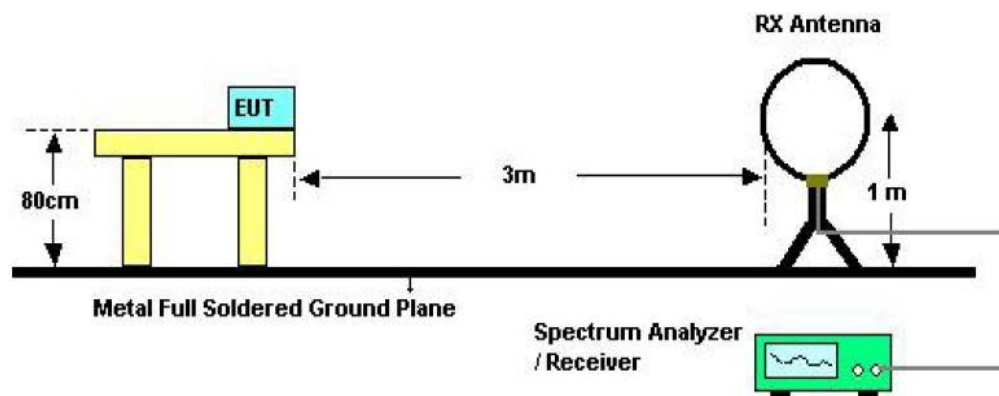 RX Antenna
EUT
80cm
3m
1 m
Metal Full Soldered Ground Plane
Spectrum Analyzer
/ Receiver